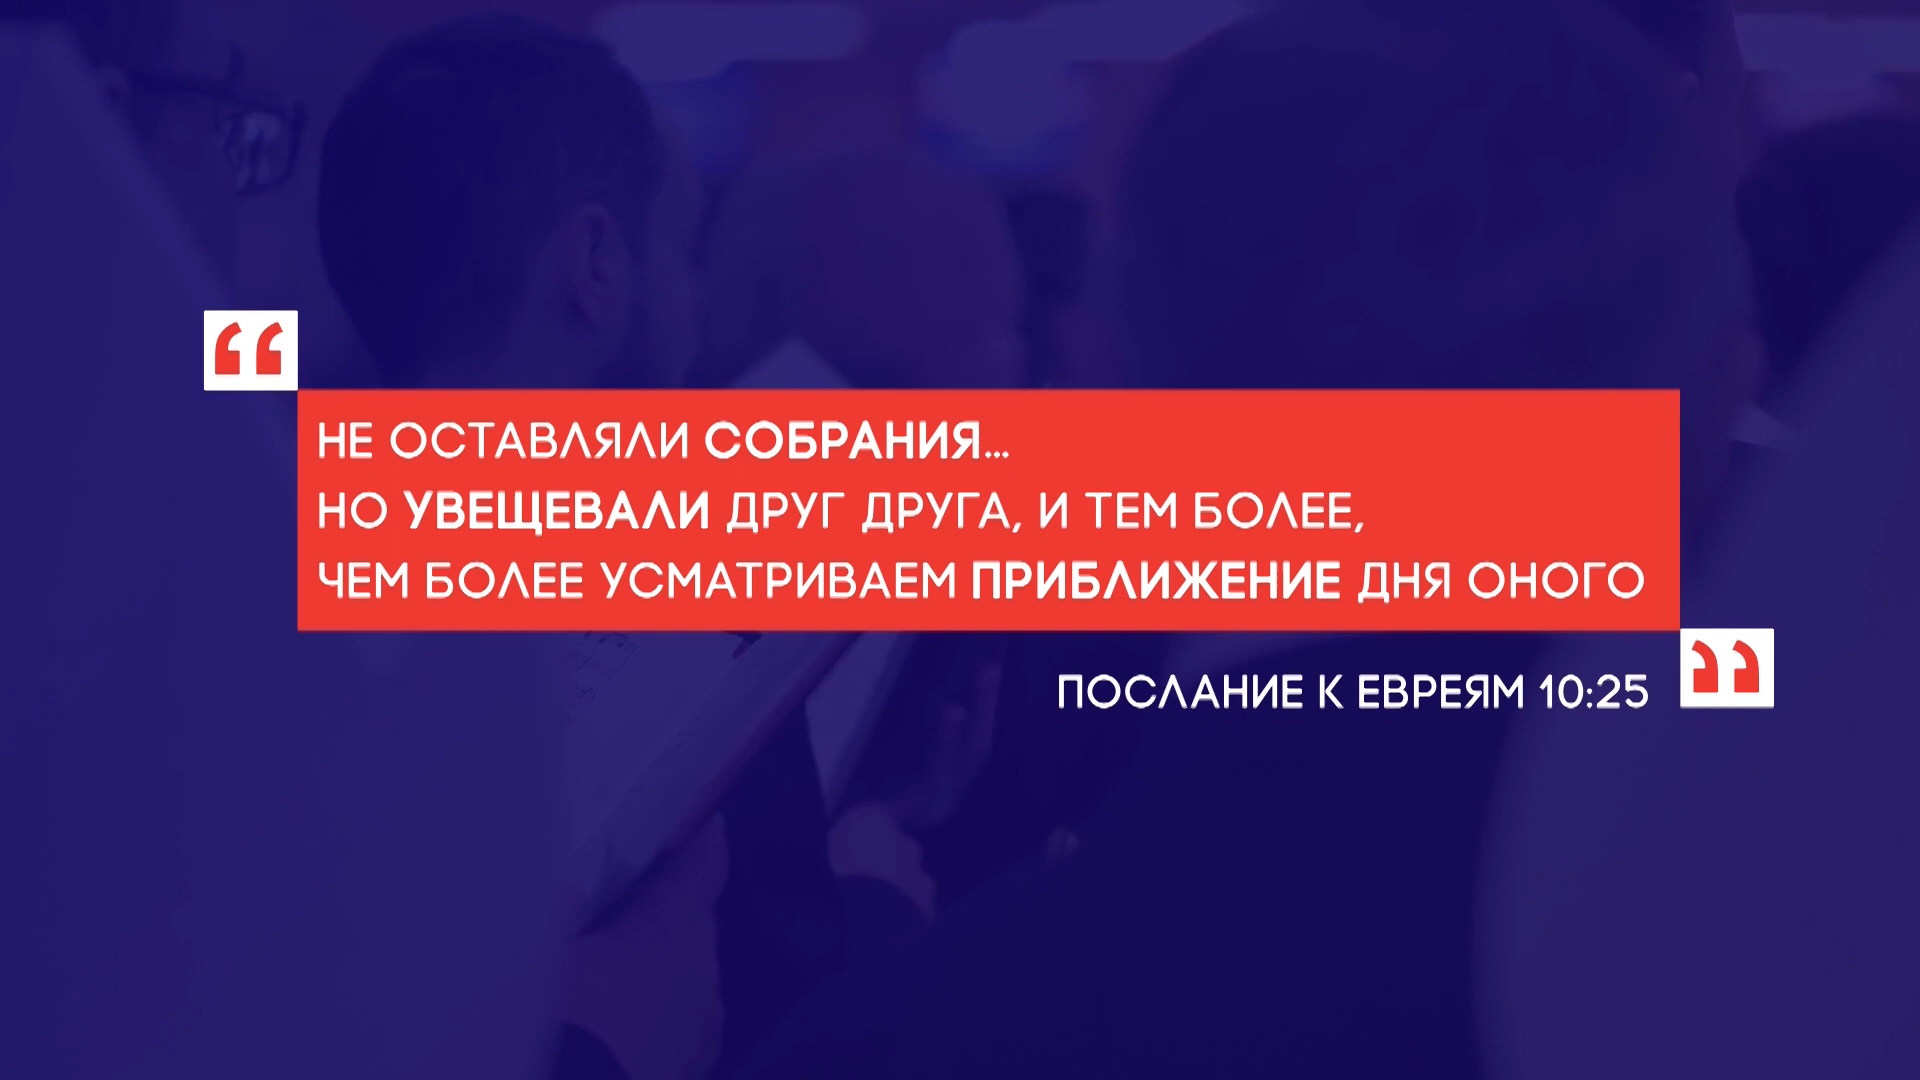 “
НЕ ОСТАВЛЯЛИ СОБРАНИЯ...
НО УВЕЩЕВАЛИ ДРУГ ДРУГА, И ТЕМ БОЛЕЕ,
ЧЕМ БОЛЕЕ УСМАТРИВАЕМ ПРИБЛИЖЕНИЕ ДНЯ ОНОГО
”
ПОСЛАНИЕ К ЕВРЕЯМ 10:25